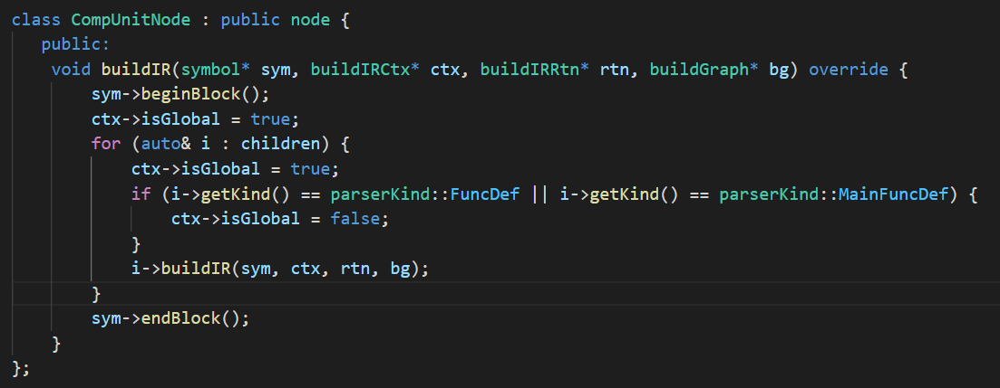 class CompUnitNode : public node {
   public:
    void buildIR(symbol* sym, buildIRCtx* ctx, buildIRRtn* rtn, buildGraph* bg) override {
        sym->beginBlock();
        ctx->isGlobal = true;
        for (auto& i : children) {
            ctx->isGlobal = true;
            if (i->getKind() == parserKind::FuncDef || i->getKind() == parserKind::MainFuncDef) {
                ctx->isGlobal = false;
            }
            i->buildIR(sym, ctx, rtn, bg);
        }
        sym->endBlock();
    }
};